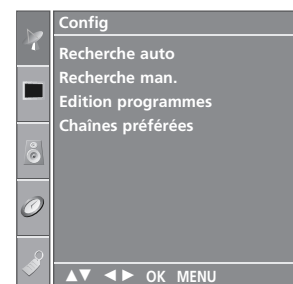 Config
Recherche auto
Recherche man.
Edition programmes
Chaînes préférées
▲▼ ◄► OK MENU